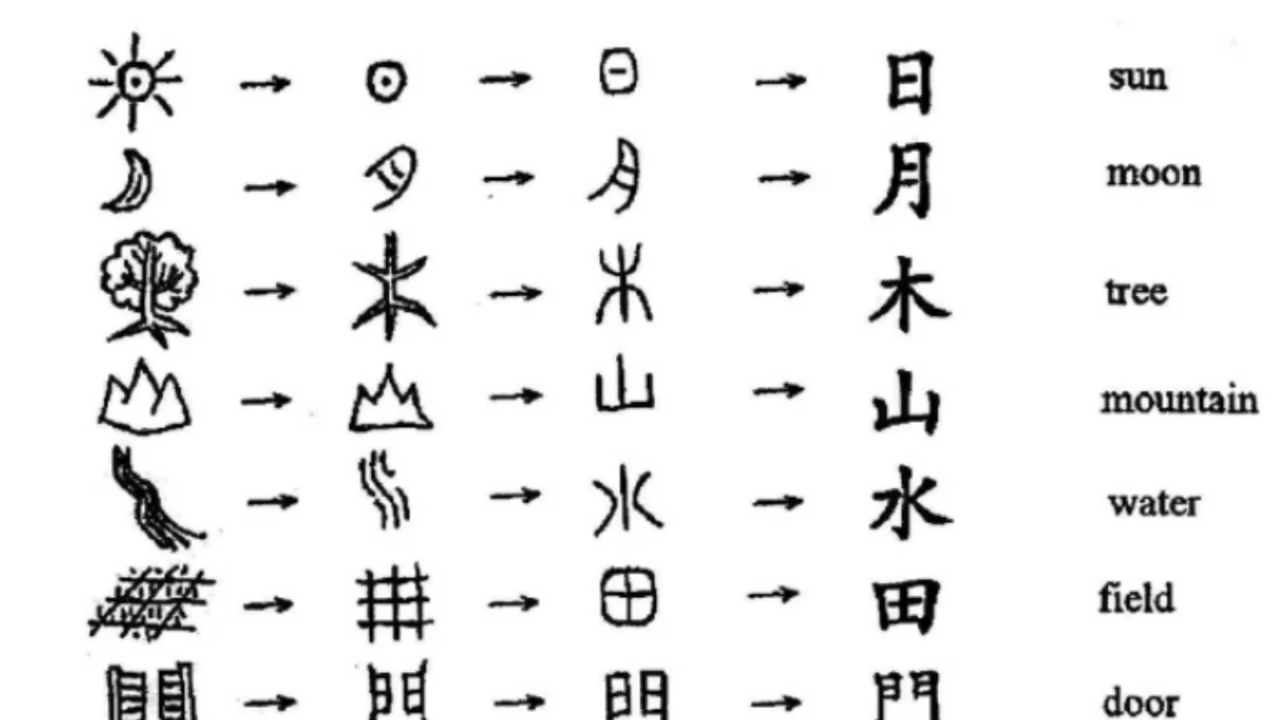 日 sun
月 moon
木 tree
山 mountain
水 water
田 field
門 door